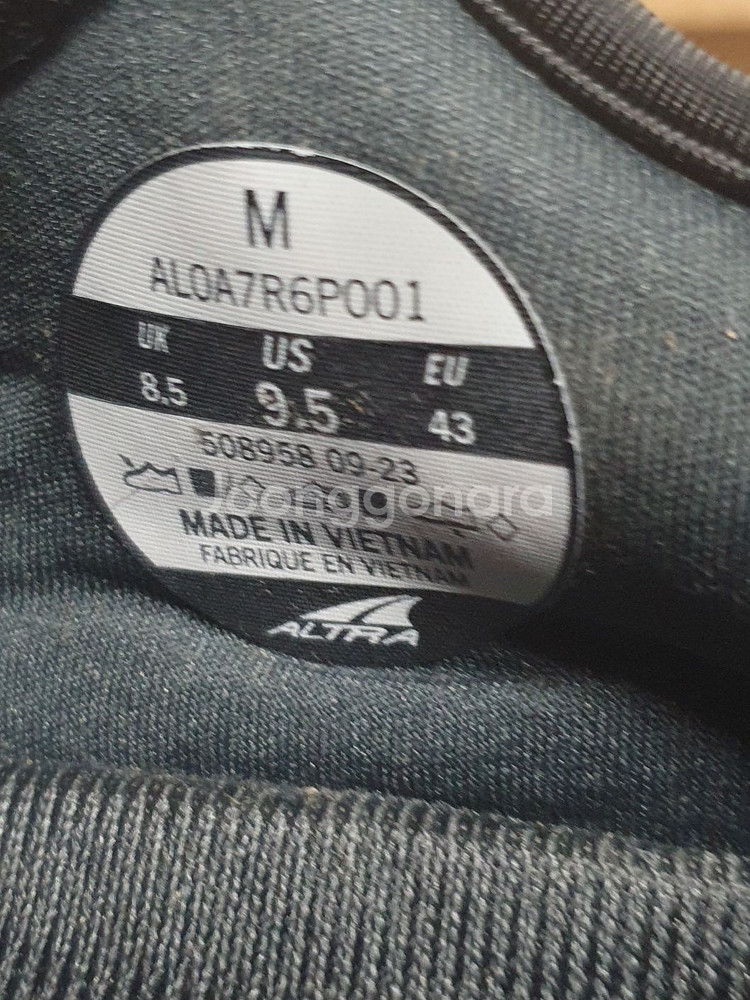 M
AL0A7R6P001
UK US EU
8.5 9.5 43
508958 09-23
Joonggonara
MADE IN VIETNAM
FABRIQUE EN VIETNAM
ALTRA